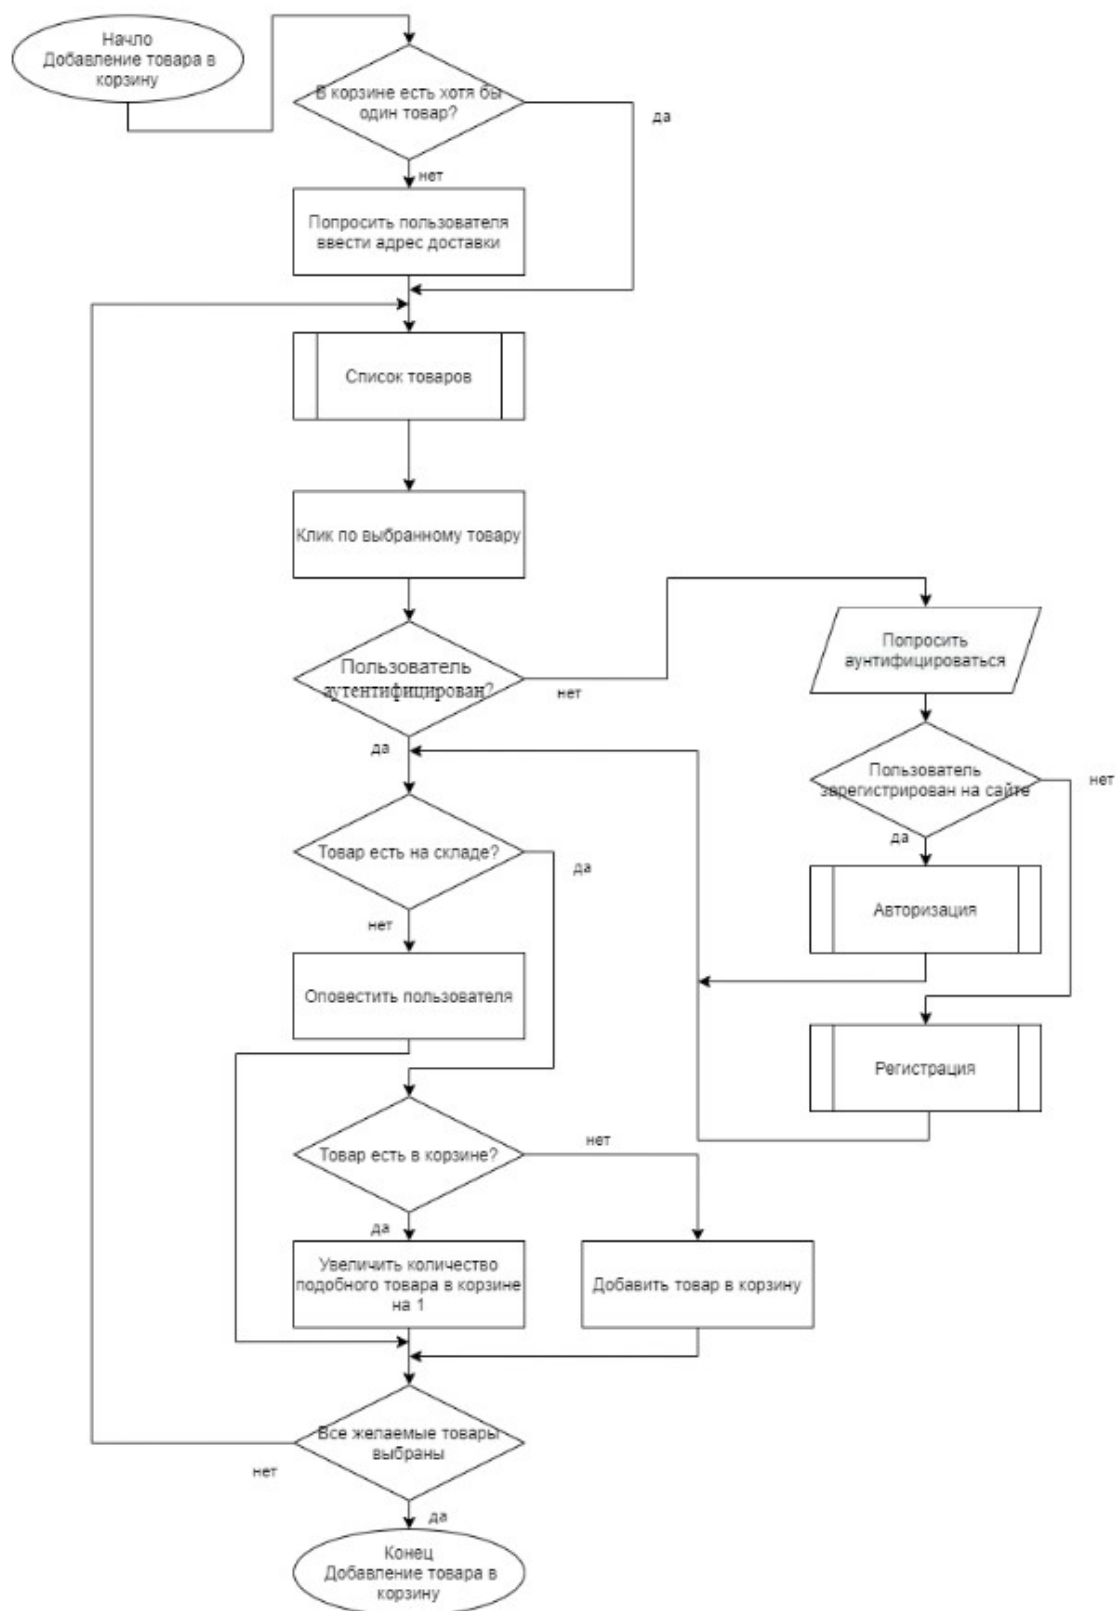 Начло
Добавление товара в
корзину
В корзине есть хотя бы
один товар?
да
нет
Попросить пользователя
ввести адрес доставки
Список товаров
Клик по выбранному товару
Пользователь
аутентифицирован?
нет
да
Попросить
аунтифицироваться
Пользователь
зарегистрирован на сайте
нет
да
Авторизация
Регистрация
Товар есть на складе?
да
нет
Оповестить пользователя
Товар есть в корзине?
нет
да
Увеличить количество
подобного товара в корзине
на 1
Добавить товар в корзину
Все желаемые товары
выбраны
нет
да
Конец
Добавление товара в
корзину